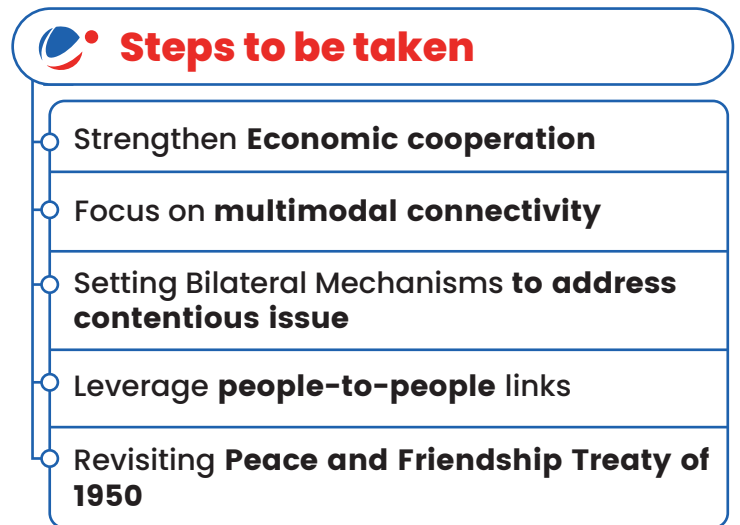 Steps to be taken
Strengthen Economic cooperation
Focus on multimodal connectivity
Setting Bilateral Mechanisms to address
contentious issue
Leverage people-to-people links
Revisiting Peace and Friendship Treaty of
1950